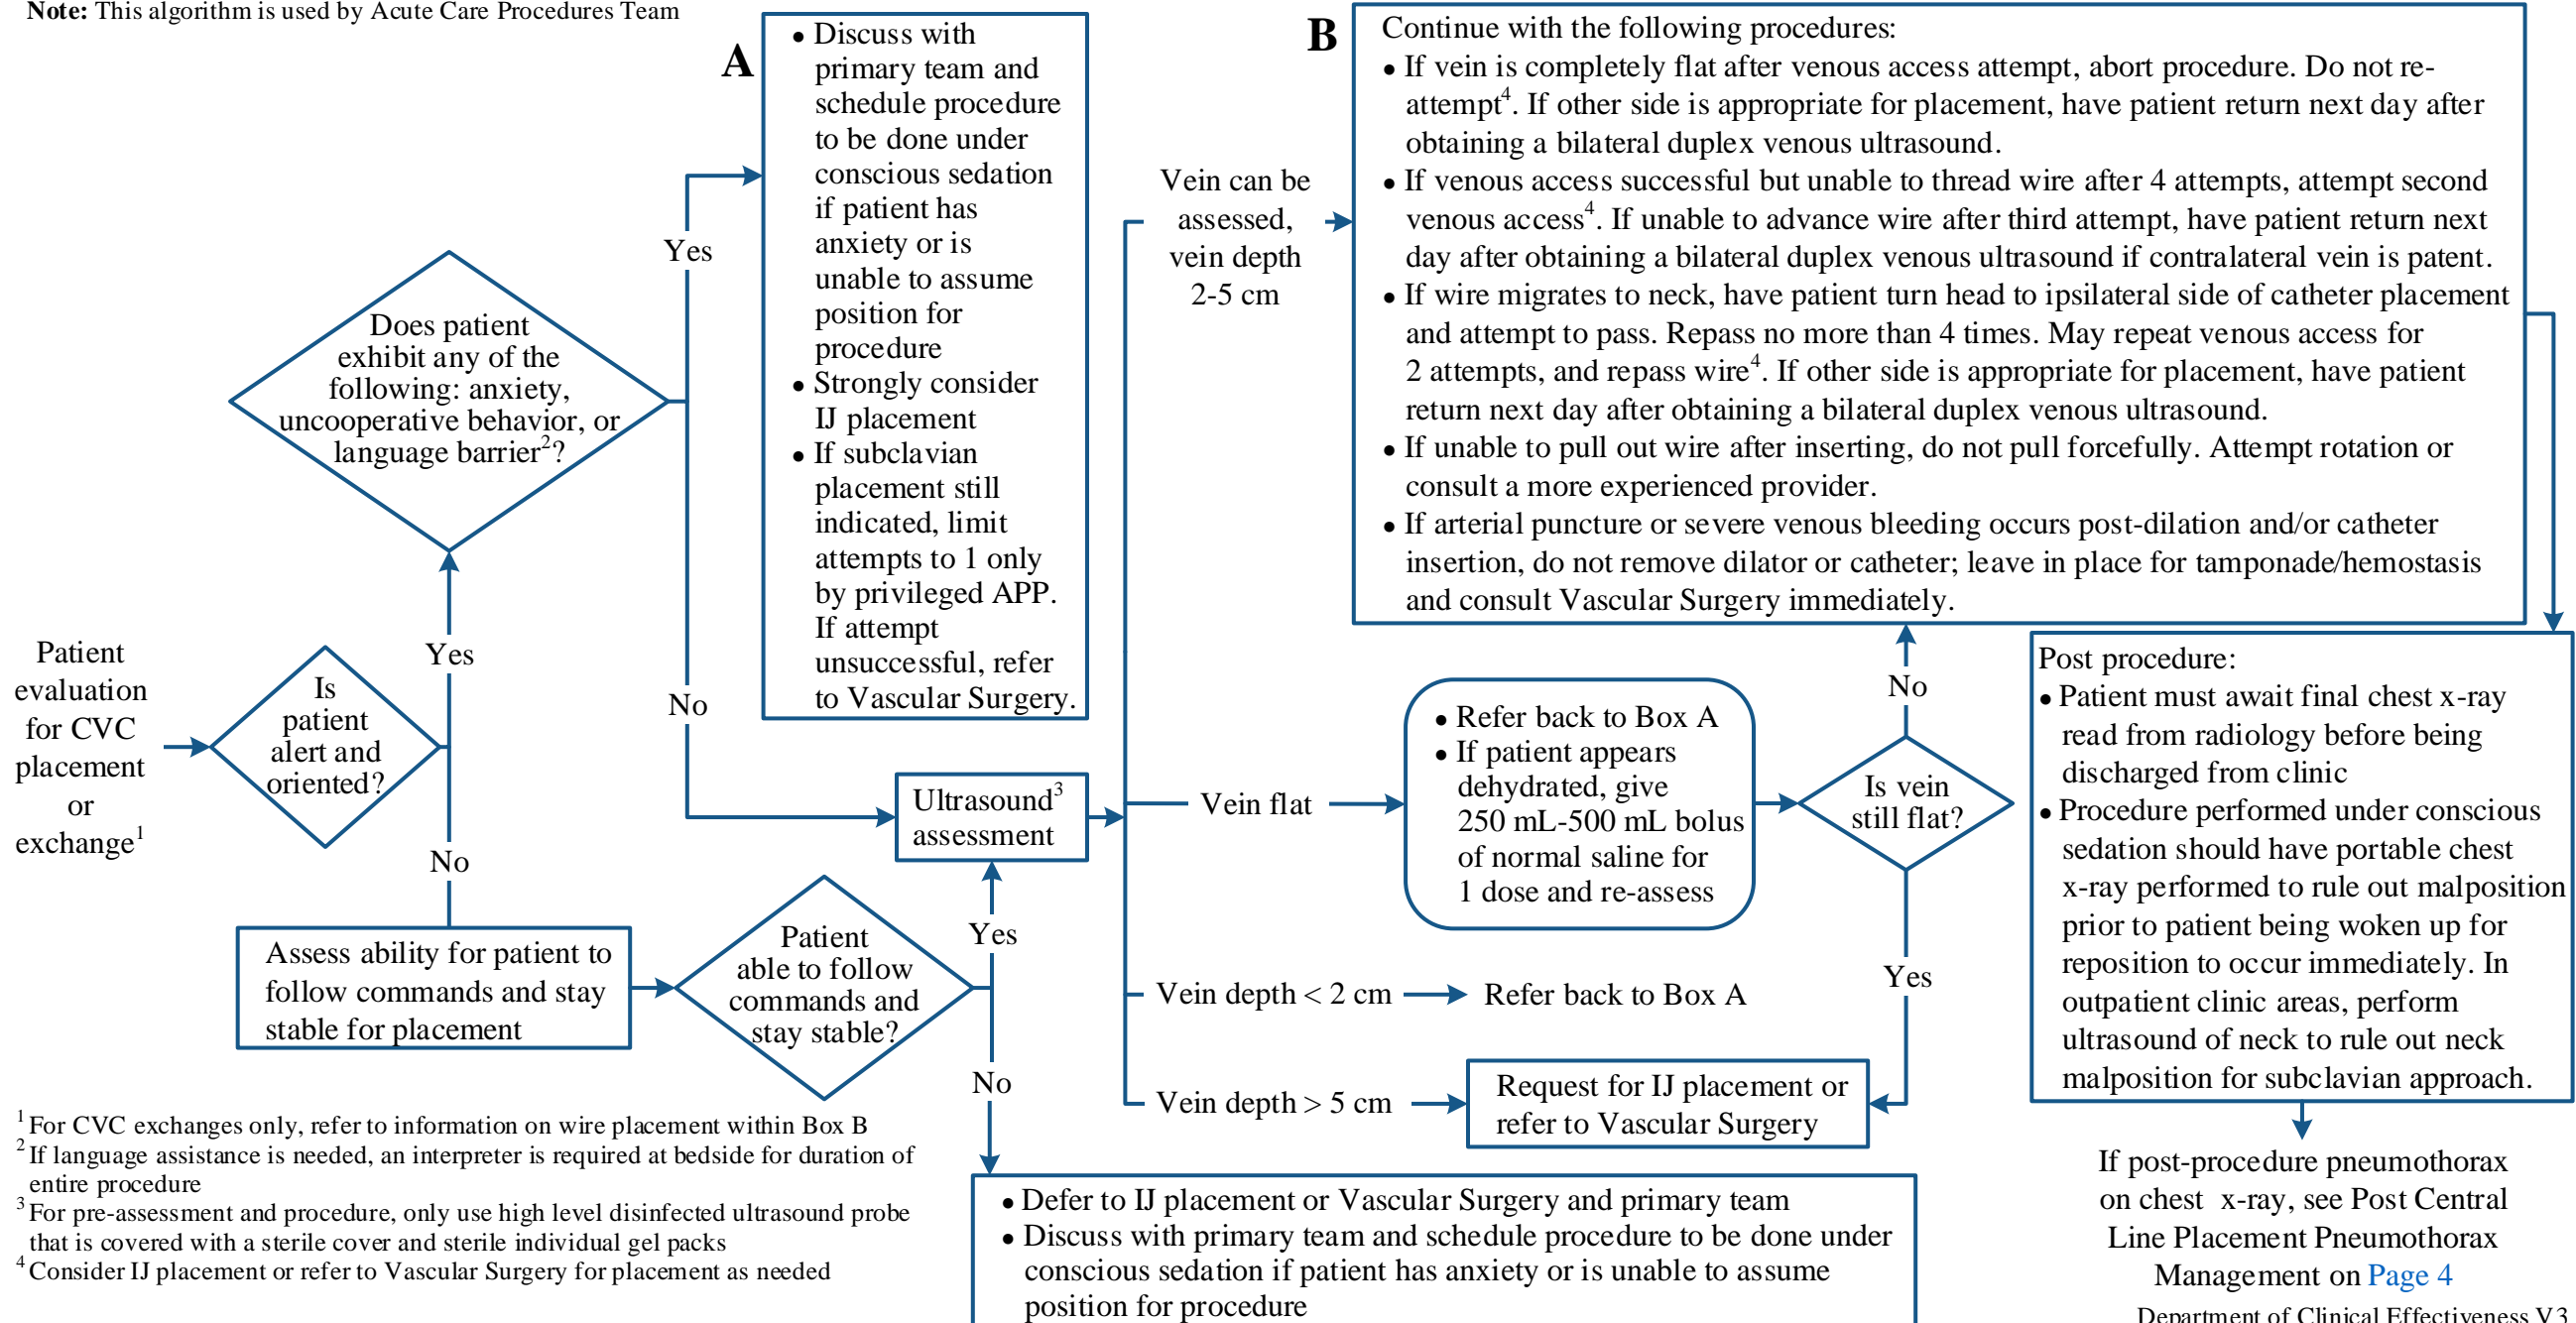 Note: This algorithm is used by Acute Care Procedures Team
Patient
evaluation
for CVC
placement
or
exchange1
Is
patient
alert and
oriented?
Yes
No
Does patient
exhibit any of the
following: anxiety,
uncooperative behavior, or
language barrier2?
Yes
No
Assess ability for patient to
follow commands and stay
stable for placement
Patient
able to follow
commands and
stay stable?
Yes
No
A
• Discuss with
primary team and
schedule procedure
to be done under
conscious sedation
if patient has
anxiety or is
unable to assume
position for
procedure
• Strongly consider
IJ placement
• If subclavian
placement still
indicated, limit
attempts to 1 only
by privileged APP.
If attempt
unsuccessful, refer
to Vascular Surgery.
Ultrasound3
assessment
Vein can be
assessed,
vein depth
2-5 cm
B
Continue with the following procedures:
• If vein is completely flat after venous access attempt, abort procedure. Do not re-
attempt4. If other side is appropriate for placement, have patient return next day after
obtaining a bilateral duplex venous ultrasound.
• If venous access successful but unable to thread wire after 4 attempts, attempt second
venous access4. If unable to advance wire after third attempt, have patient return next
day after obtaining a bilateral duplex venous ultrasound if contralateral vein is patent.
• If wire migrates to neck, have patient turn head to ipsilateral side of catheter placement
and attempt to pass. Repass no more than 4 times. May repeat venous access for
2 attempts, and repass wire4. If other side is appropriate for placement, have patient
return next day after obtaining a bilateral duplex venous ultrasound.
• If unable to pull out wire after inserting, do not pull forcefully. Attempt rotation or
consult a more experienced provider.
• If arterial puncture or severe venous bleeding occurs post-dilation and/or catheter
insertion, do not remove dilator or catheter; leave in place for tamponade/hemostasis
and consult Vascular Surgery immediately.
Vein flat
• Refer back to Box A
• If patient appears
dehydrated, give
250 mL-500 mL bolus
of normal saline for
1 dose and re-assess
Is vein
still flat?
No
Yes
Vein depth < 2 cm
Refer back to Box A
Vein depth > 5 cm
Request for IJ placement or
refer to Vascular Surgery
• Defer to IJ placement or Vascular Surgery and primary team
• Discuss with primary team and schedule procedure to be done under
conscious sedation if patient has anxiety or is unable to assume
position for procedure
Post procedure:
• Patient must await final chest x-ray
read from radiology before being
discharged from clinic
• Procedure performed under conscious
sedation should have portable chest
x-ray performed to rule out malposition
prior to patient being woken up for
reposition to occur immediately. In
outpatient clinic areas, perform
ultrasound of neck to rule out neck
malposition for subclavian approach.
If post-procedure pneumothorax
on chest x-ray, see Post Central
Line Placement Pneumothorax
Management on Page 4
1 For CVC exchanges only, refer to information on wire placement within Box B
2 If language assistance is needed, an interpreter is required at bedside for duration of
entire procedure
3 For pre-assessment and procedure, only use high level disinfected ultrasound probe
that is covered with a sterile cover and sterile individual gel packs
4 Consider IJ placement or refer to Vascular Surgery for placement as needed
Department of Clinical Effectiveness V3